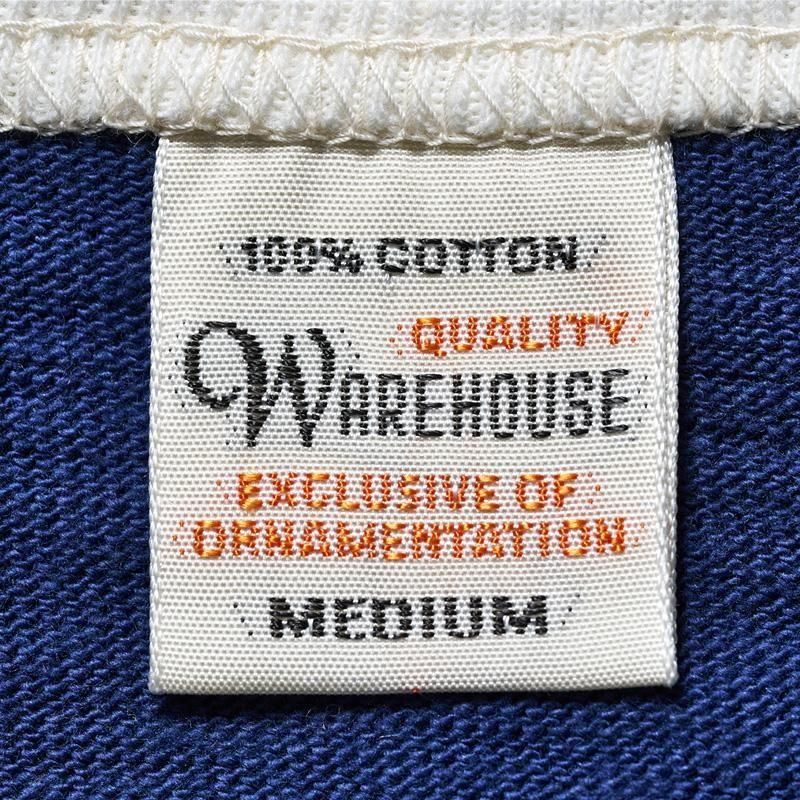 100% COTTON
QUALITY
WAREHOUSE
EXCLUSIVE OF
ORNAMENTATION
MEDIUM